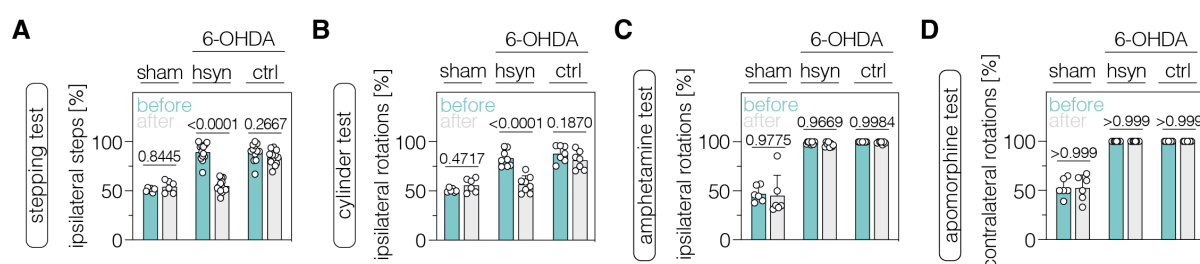 A
6-OHDA
sham hsyn ctrl
stepping test
ipsilateral steps [%]
before
after
<0.0001 0.2667
0.8445
100
50
0
B
6-OHDA
sham hsyn ctrl
cylinder test
ipsilateral rotations [%]
before
after
<0.0001 0.1870
0.4717
100
50
0
C
6-OHDA
sham hsyn ctrl
amphetamine test
ipsilateral rotations [%]
before
after
0.9669 0.9984
0.9775
100
50
0
D
6-OHDA
sham hsyn ctrl
apomorphine test
contralateral rotations [%]
before
after
>0.999 >0.999
>0.999
100
50
0